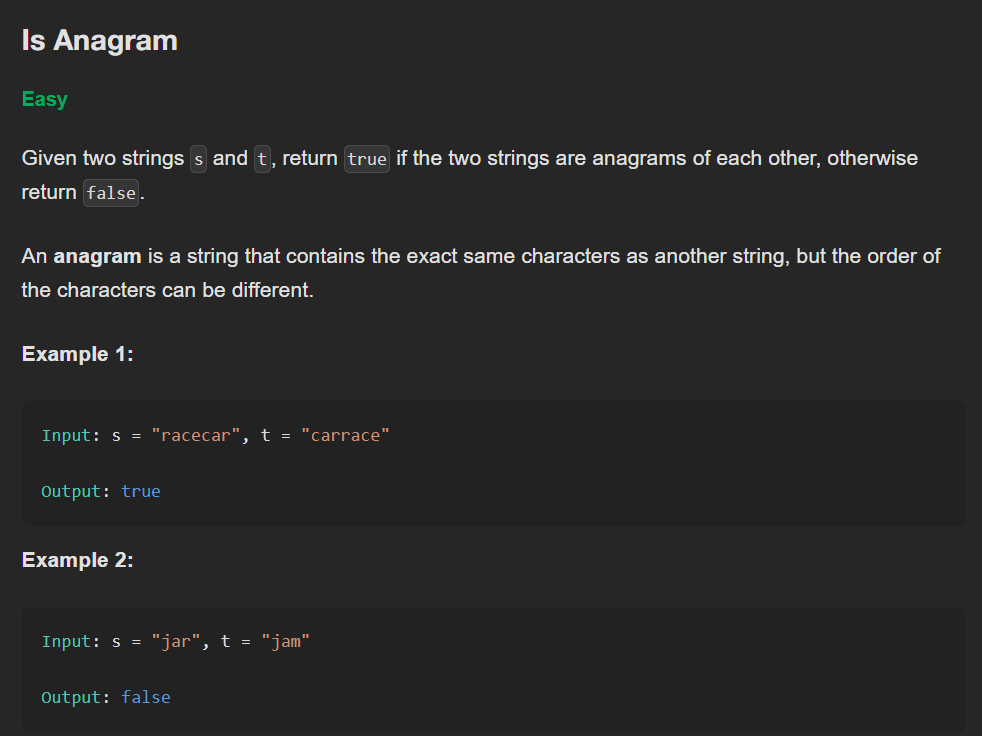 Is Anagram
Easy
Given two strings s and t, return true if the two strings are anagrams of each other, otherwise
return false.
An anagram is a string that contains the exact same characters as another string, but the order of
the characters can be different.
Example 1:
Input: s = "racecar", t = "carrace"
Output: true
Example 2:
Input: s = "jar", t = "jam"
Output: false